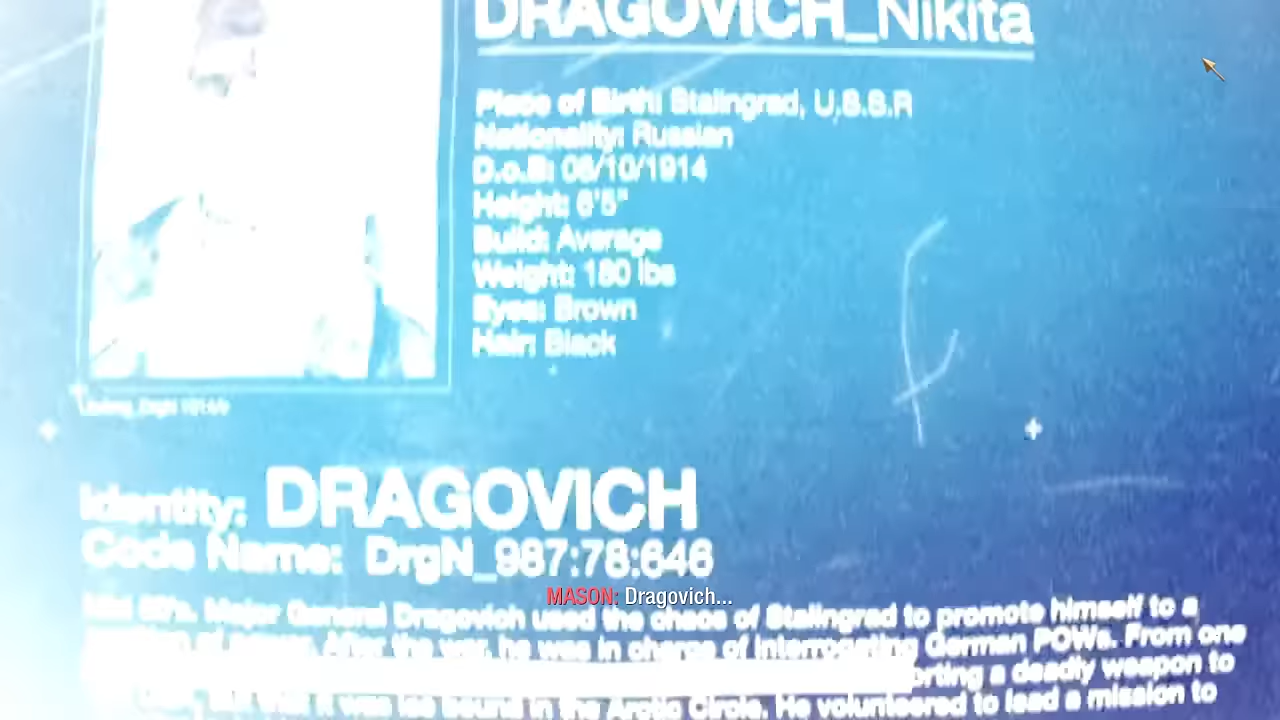 DRAGOVICH_Nikita
Place of Birth: Stalingrad, U.S.S.R
Nationality: Russian
D.o.B: 06/10/1914
Height: 6'5"
Build: Average
Weight: 180 lbs
Eyes: Brown
Hair: Black
Identity: DRAGOVICH
Code Name: DrgN_987:78:646
MASON: Dragovich...
Major General Dragovich used the chaos of Stalingrad to promote himself to a
of power. After the war, he was in charge of interrogating German POWs. From one
a deadly weapon to
it was ice bound in the Arctic Circle. He volunteered to lead a mission to